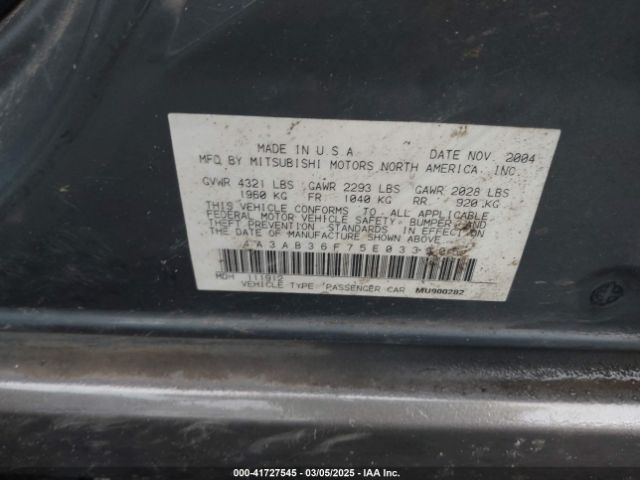 MADE IN U.S.A. DATE NOV. 2004
MFD BY MITSUBISHI MOTORS NORTH AMERICA, INC.
GVWR 4321 LBS GAWR 2293 LBS GAWR 2028 LBS
1960 KG FR 1040 KG RR 920 KG
THIS VEHICLE CONFORMS TO ALL APPLICABLE
FEDERAL MOTOR VEHICLE SAFETY, BUMPER, AND
THEFT PREVENTION STANDARDS IN EFFECT ON
THE DATE OF MANUFACTURE SHOWN ABOVE.
4A3AB36F75E033
MDH 111912
VEHICLE TYPE PASSENGER CAR MU900282
000-41727545 / 03/05/2025 / IAA Inc.